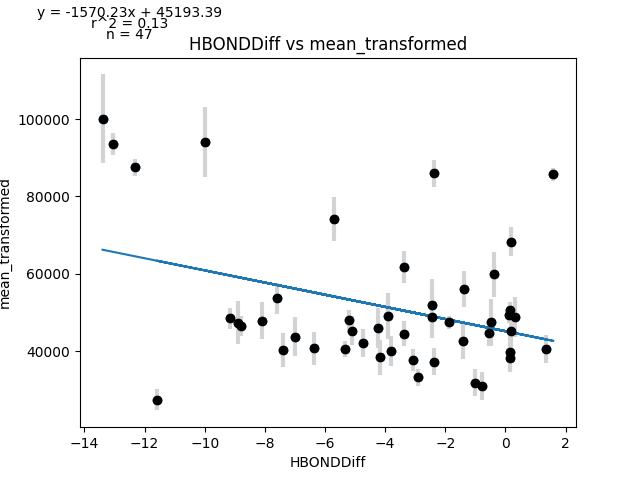 y = -1570.23x + 45193.39
r^2 = 0.13
n = 47
HBONDDiff vs mean_transformed
mean_transformed
100000
80000
60000
40000
−14
−12
−10
−8
−6
−4
−2
0
2
HBONDDiff